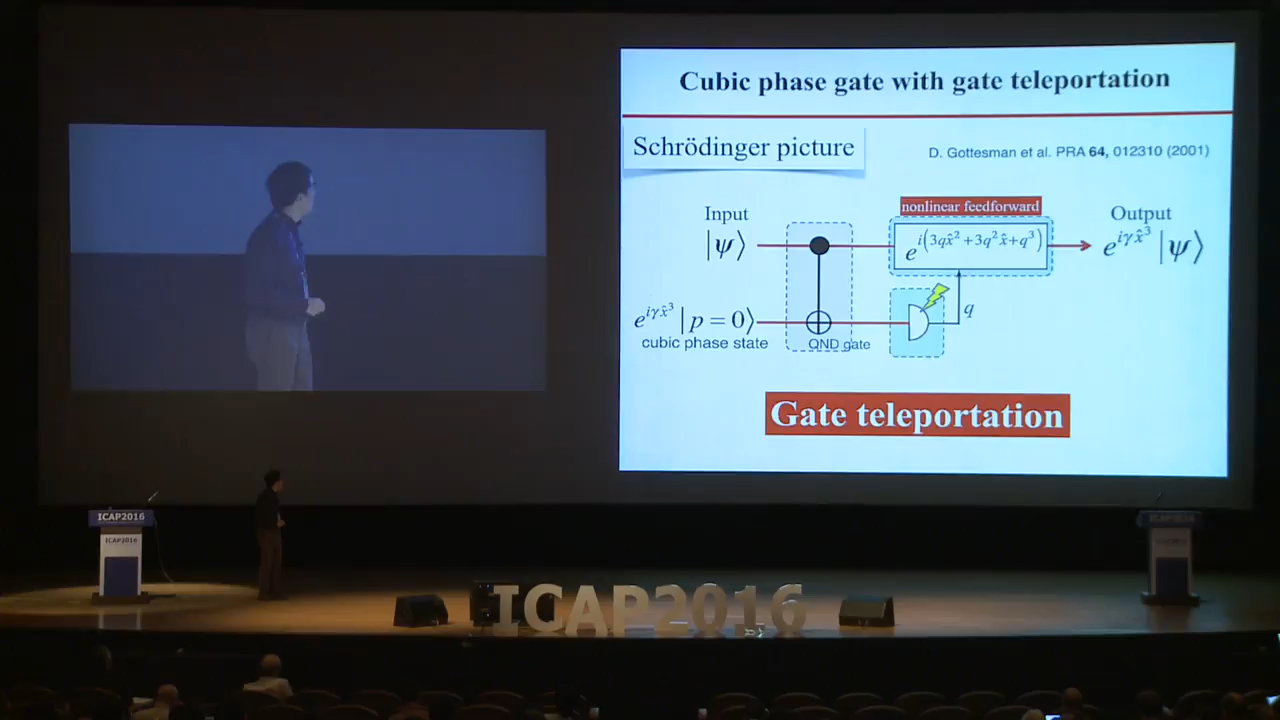 Cubic phase gate with gate teleportation
Schrödinger picture
D. Gottesman et al. PRA 64, 012310 (2001)
nonlinear feedforward
Input
Output
|ψ⟩
e^{i(3qx̂²+3q²x̂+q³)}
e^{iγx̂³}|ψ⟩
q
e^{iγx̂³}|p=0⟩
cubic phase state
QND gate
Gate teleportation
ICAP2016
ICAP2016
ICAP2016